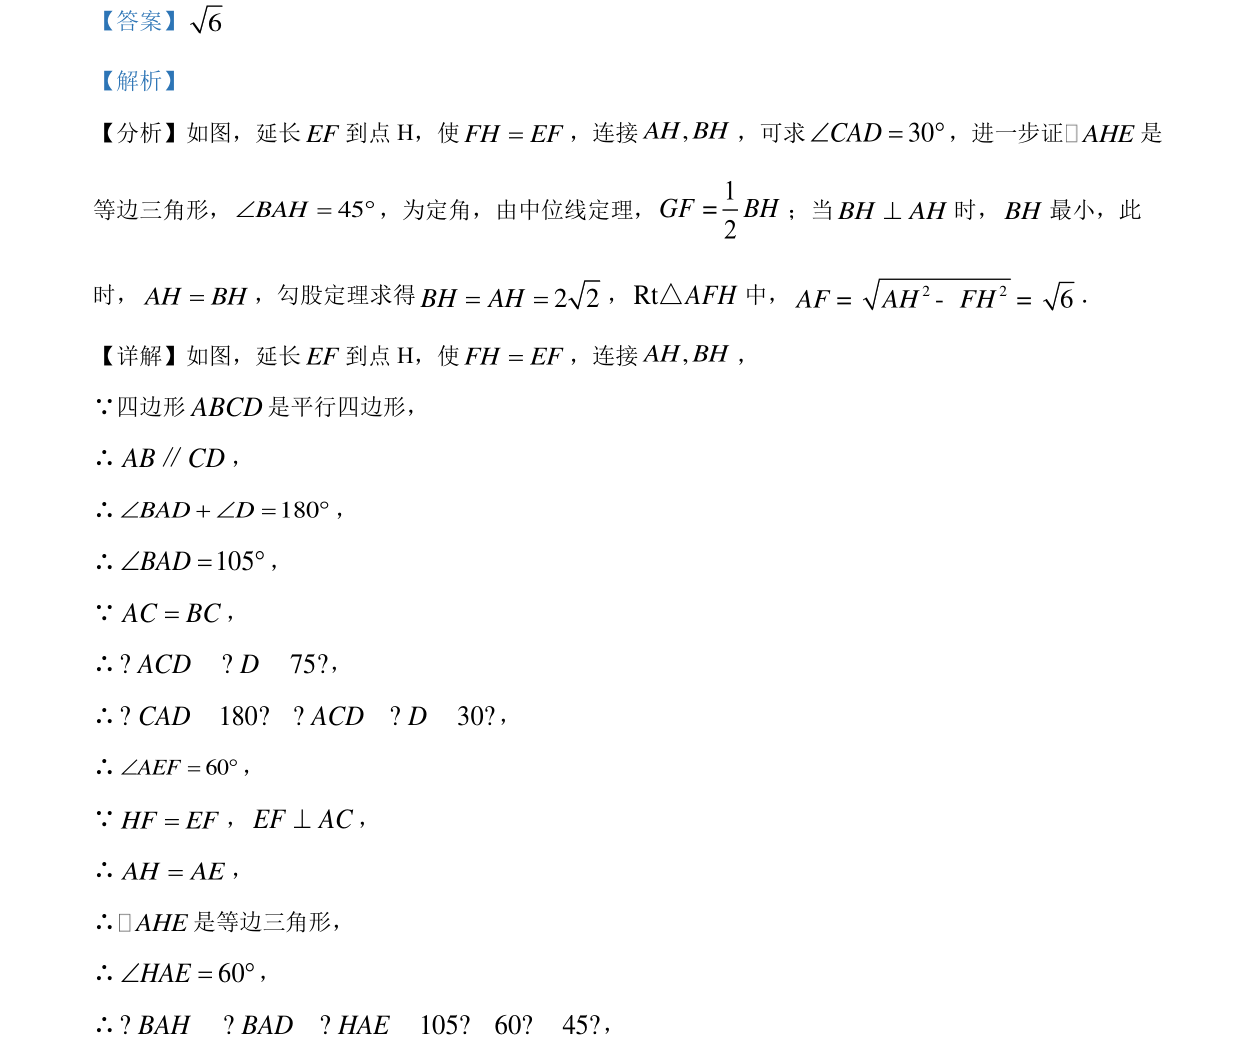 【答案】√6
【解析】
【分析】如图，延长EF到点H，使FH = EF，连接AH,BH，可求∠CAD = 30°，进一步证□AHE是
等边三角形，∠BAH = 45°，为定角，由中位线定理，GF =1/2 BH；当BH ⊥ AH时，BH最小，此
时，AH = BH，勾股定理求得BH = AH = 2√2，Rt△AFH中，AF = √(AH²- FH²) = √6．
【详解】如图，延长EF到点H，使FH = EF，连接AH,BH，
∵四边形ABCD是平行四边形，
∴AB∥CD，
∴∠BAD + ∠D = 180°，
∴∠BAD = 105°，
∵AC = BC，
∴? ACD ? D 75?，
∴? CAD 180? ? ACD ? D 30?，
∴∠AEF = 60°，
∵HF = EF，EF ⊥ AC，
∴AH = AE，
∴□AHE是等边三角形，
∴∠HAE = 60°，
∴? BAH ? BAD ? HAE 105? 60? 45?，